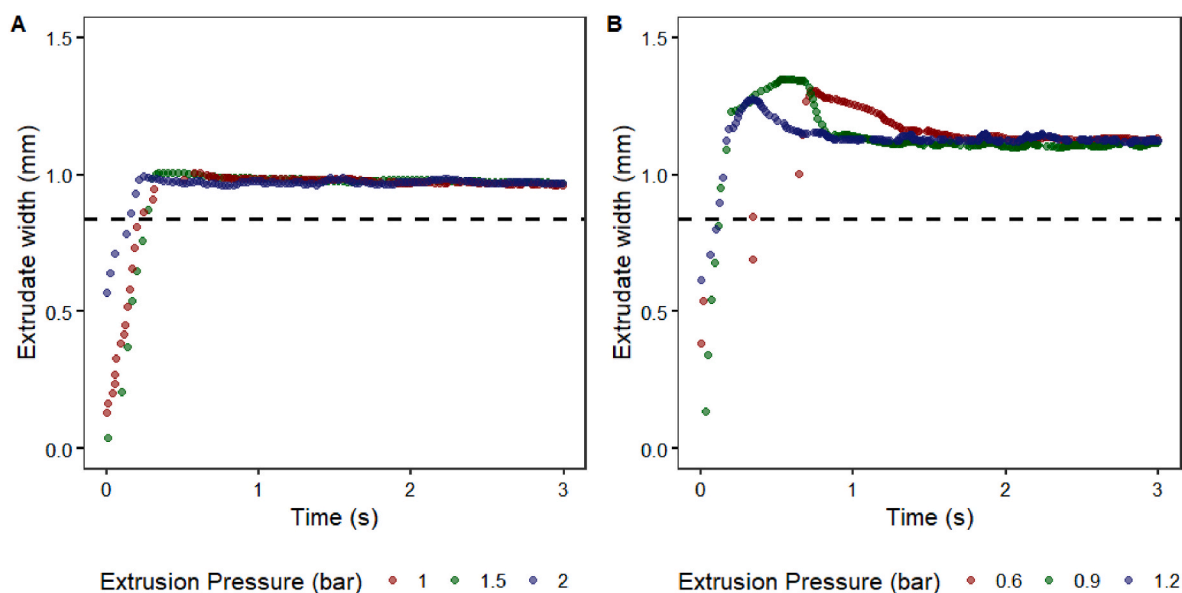 A
B
1.5
1.0
0.5
0.0
Extrudate width (mm)
0
1
2
3
Time (s)
1.5
1.0
0.5
0.0
Extrudate width (mm)
0
1
2
3
Time (s)
Extrusion Pressure (bar) 1 1.5 2
Extrusion Pressure (bar) 0.6 0.9 1.2